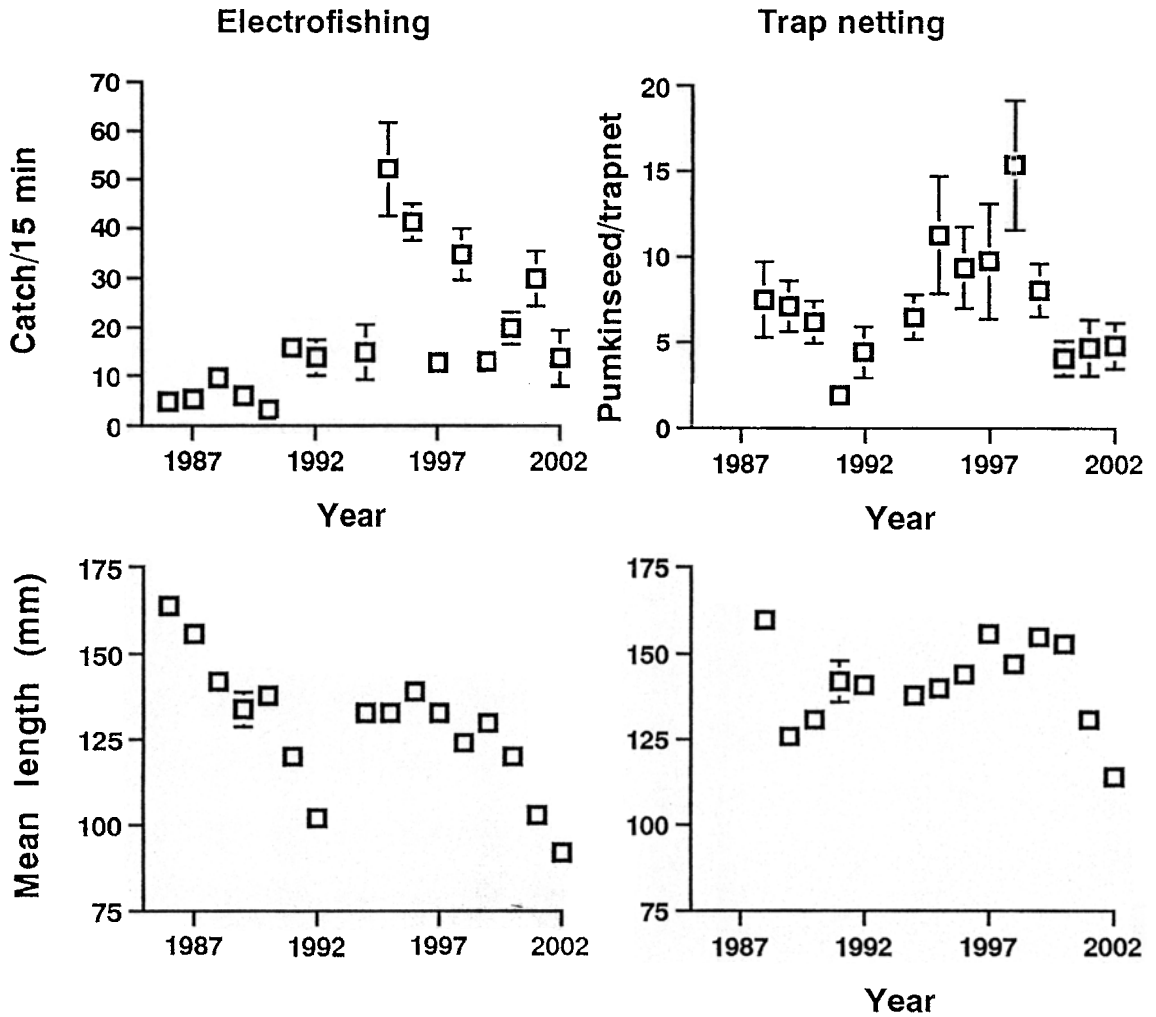 Electrofishing
Trap netting
Catch/15 min
70
60
50
40
30
20
10
0
1987 1992 1997 2002
Year
Pumkinseed/trapnet
20
15
10
5
0
1987 1992 1997 2002
Year
Mean length (mm)
175
150
125
100
75
1987 1992 1997 2002
175
150
125
100
75
1987 1992 1997 2002
Year